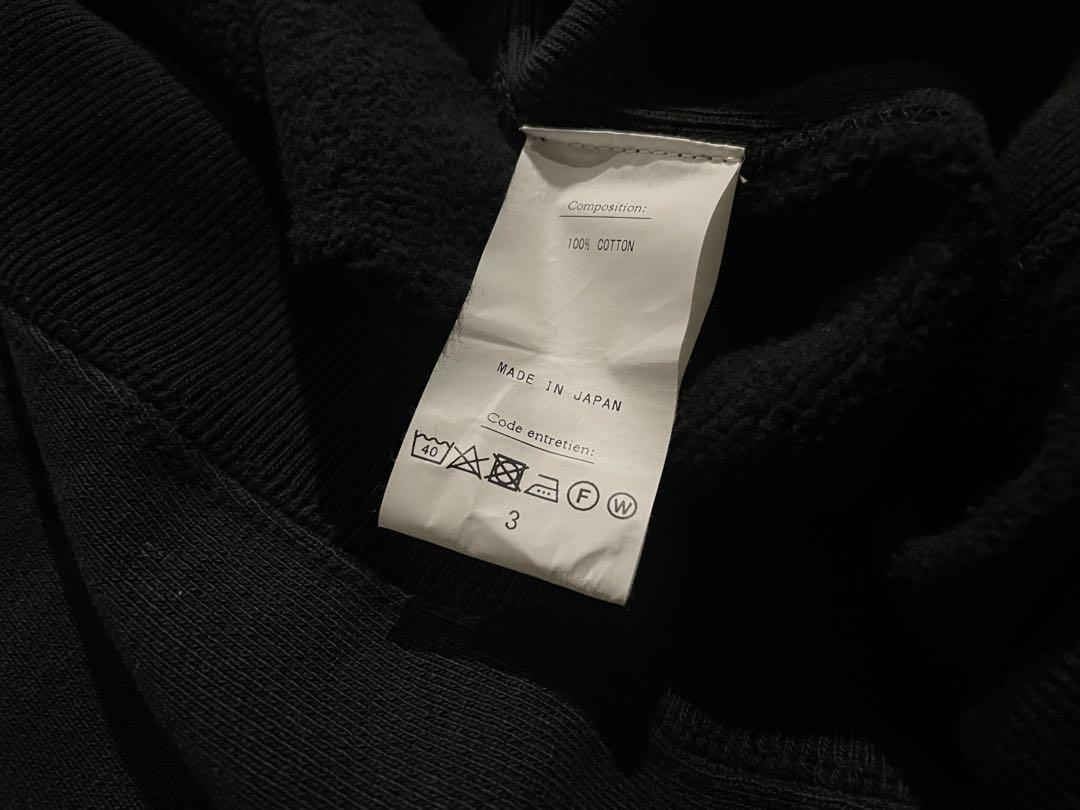 Composition:
100% COTTON
MADE IN JAPAN
Code entretien:
40 F W
3